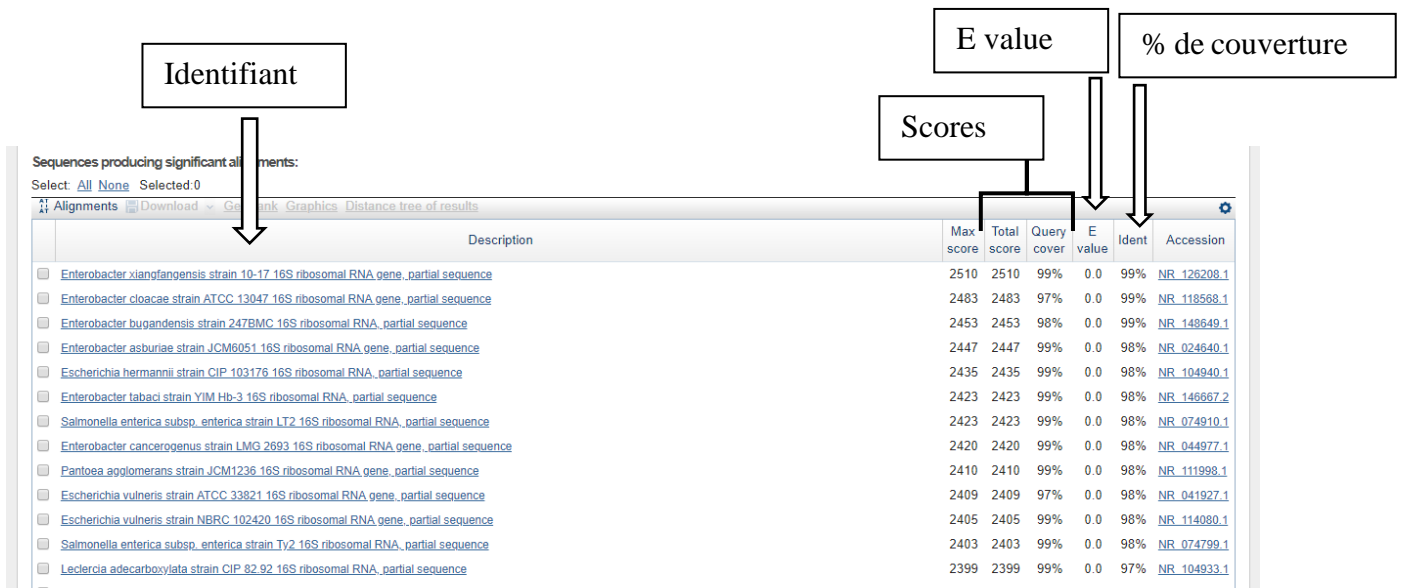 E value
% de couverture
Identifiant
Scores
Sequences producing significant alignments:
Select: All None Selected:0
Alignments Download GenBank Graphics Distance tree of results
Description Max score Total score Query cover E value Ident Accession
Enterobacter xiangfangensis strain 10-17 16S ribosomal RNA gene, partial sequence 2510 2510 99% 0.0 99% NR_126208.1
Enterobacter cloacae strain ATCC 13047 16S ribosomal RNA gene, partial sequence 2483 2483 97% 0.0 99% NR_118568.1
Enterobacter bugandensis strain 247BMC 16S ribosomal RNA, partial sequence 2453 2453 98% 0.0 99% NR_148649.1
Enterobacter asburiae strain JCM6051 16S ribosomal RNA gene, partial sequence 2447 2447 99% 0.0 98% NR_024640.1
Escherichia hermannii strain CIP 103176 16S ribosomal RNA, partial sequence 2435 2435 99% 0.0 98% NR_104940.1
Enterobacter tabaci strain YIM Hb-3 16S ribosomal RNA, partial sequence 2423 2423 99% 0.0 98% NR_146667.2
Salmonella enterica subsp. enterica strain LT2 16S ribosomal RNA, partial sequence 2423 2423 99% 0.0 98% NR_074910.1
Enterobacter cancerogenus strain LMG 2693 16S ribosomal RNA gene, partial sequence 2420 2420 99% 0.0 98% NR_044977.1
Pantoea agglomerans strain JCM1236 16S ribosomal RNA gene, partial sequence 2410 2410 99% 0.0 98% NR_111998.1
Escherichia vulneris strain ATCC 33821 16S ribosomal RNA gene, partial sequence 2409 2409 97% 0.0 98% NR_041927.1
Escherichia vulneris strain NBRC 102420 16S ribosomal RNA gene, partial sequence 2405 2405 99% 0.0 98% NR_114080.1
Salmonella enterica subsp. enterica strain Ty2 16S ribosomal RNA, partial sequence 2403 2403 99% 0.0 98% NR_074799.1
Leclercia adecarboxylata strain CIP 82.92 16S ribosomal RNA, partial sequence 2399 2399 99% 0.0 97% NR_104933.1